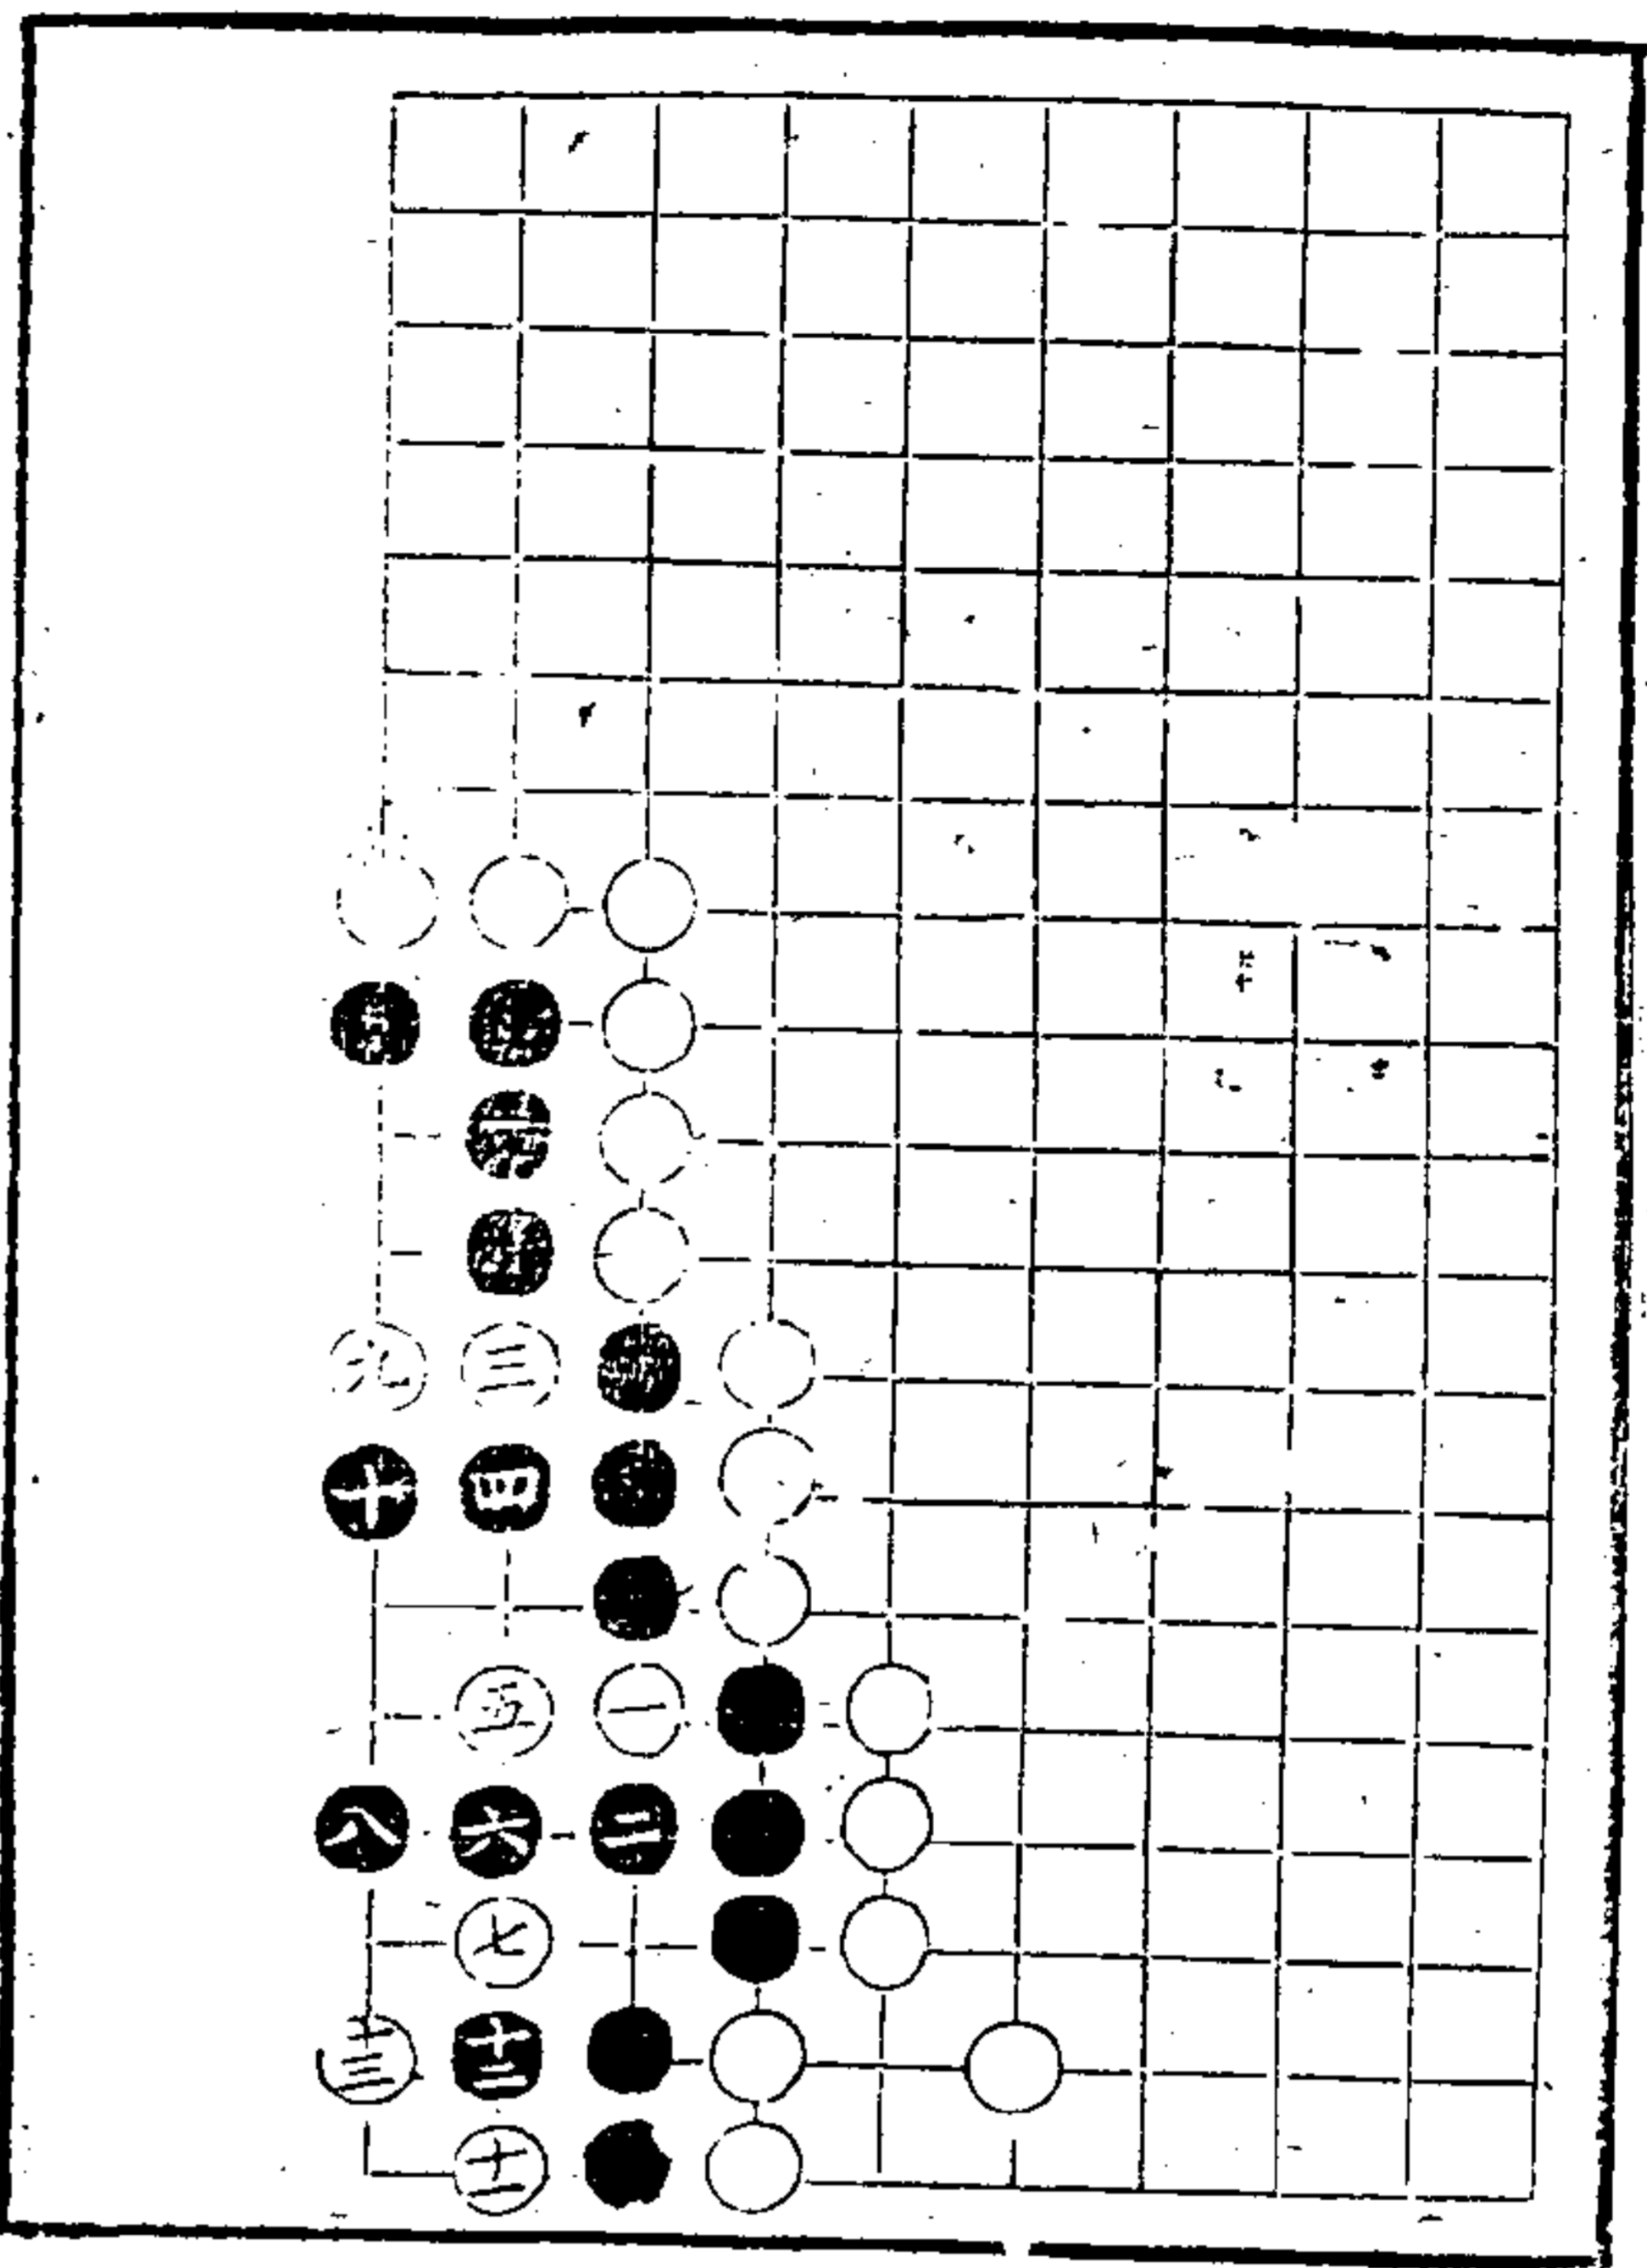 九 三
十 四
五 一
八 六 二
七
十三 十二
十一